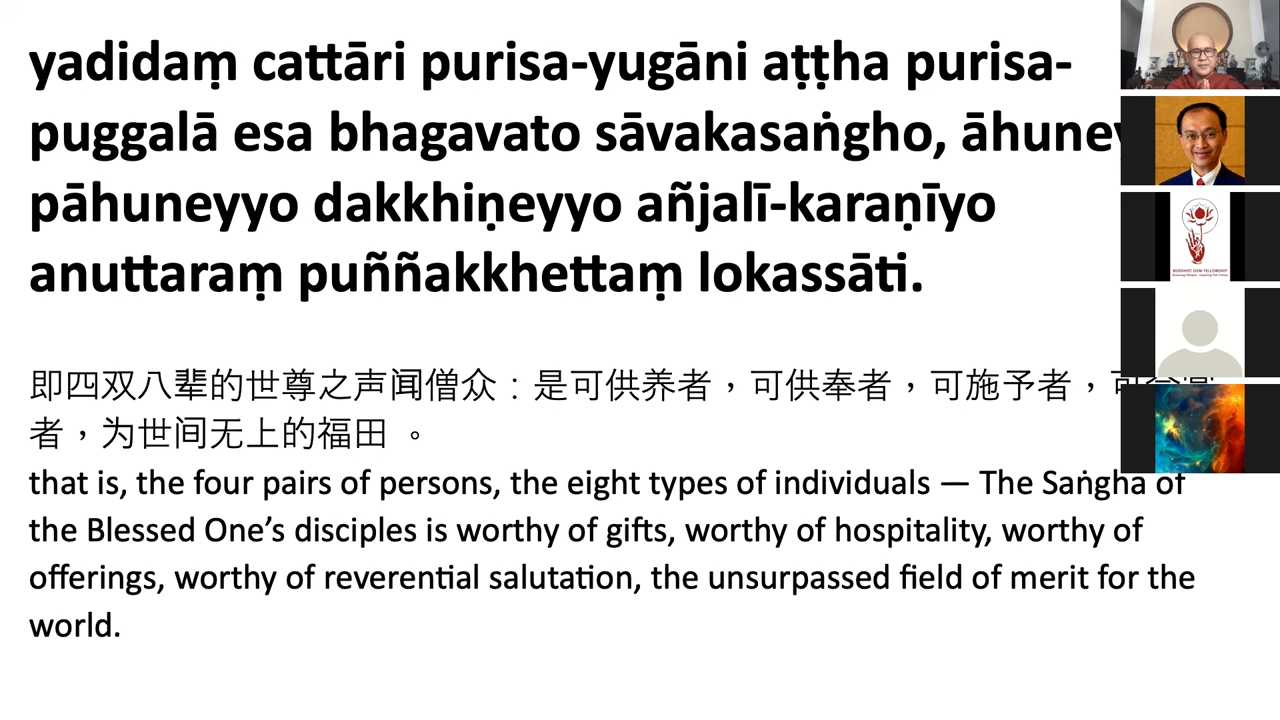 yadidaṃ cattāri purisa-yugāni aṭṭha purisa-
puggalā esa bhagavato sāvakasaṅgho,
pāhuneyyo dakkhiṇeyyo añjalī-karaṇīyo
anuttaraṃ puññakkhettaṃ lokassāti.
即四双八辈的世尊之声闻僧众：是可供养者，可供奉者，可施予者，
者，为世间无上的福田 。
that is, the four pairs of persons, the eight types of individuals — The Saṅgha of
the Blessed One’s disciples is worthy of gifts, worthy of hospitality, worthy of
offerings, worthy of reverential salutation, the unsurpassed field of merit for the
world.
BUDDHIST GEM FELLOWSHIP